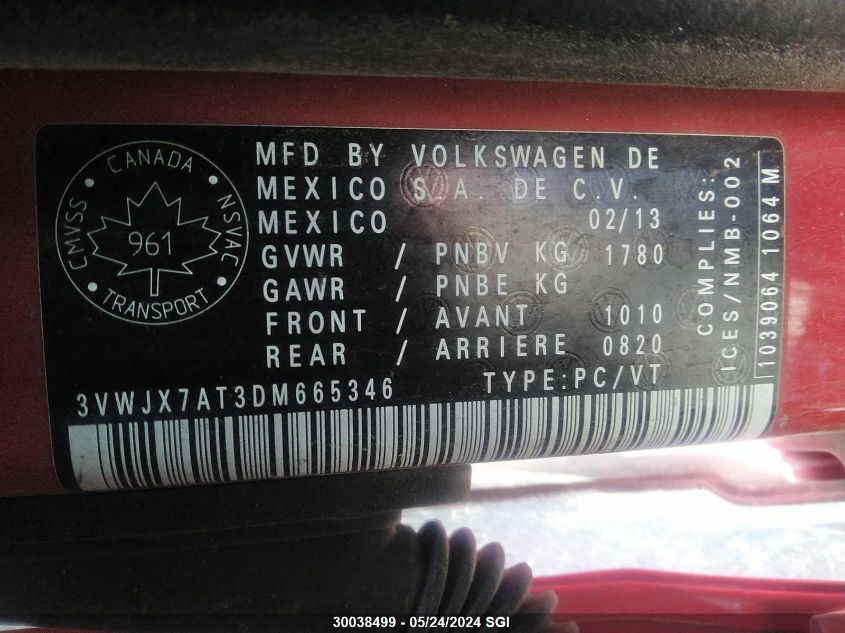 CANADA
CMVSS
NSVAC
961
TRANSPORT
MFD BY VOLKSWAGEN DE
MEXICO S.A. DE C.V.
MEXICO 02/13
GVWR / PNBV KG 1780
GAWR / PNBE KG
FRONT / AVANT 1010
REAR / ARRIERE 0820
TYPE:PC/VT
3VWJX7AT3DM665346
COMPLIES:
ICES/NMB-002
1039064 1064 M
30038499 - 05/24/2024 SGI